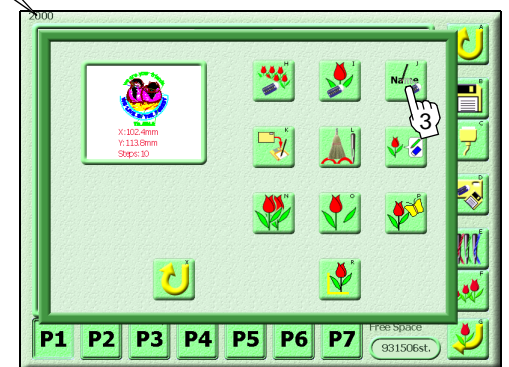 2000
H
I
J
Name
3
A
B
C
X:102.4mm
Y:113.8mm
Steps:10
K
L
D
N
O
P
E
X
R
F
P1 P2 P3 P4 P5 P6 P7
Free Space
931506st.
G